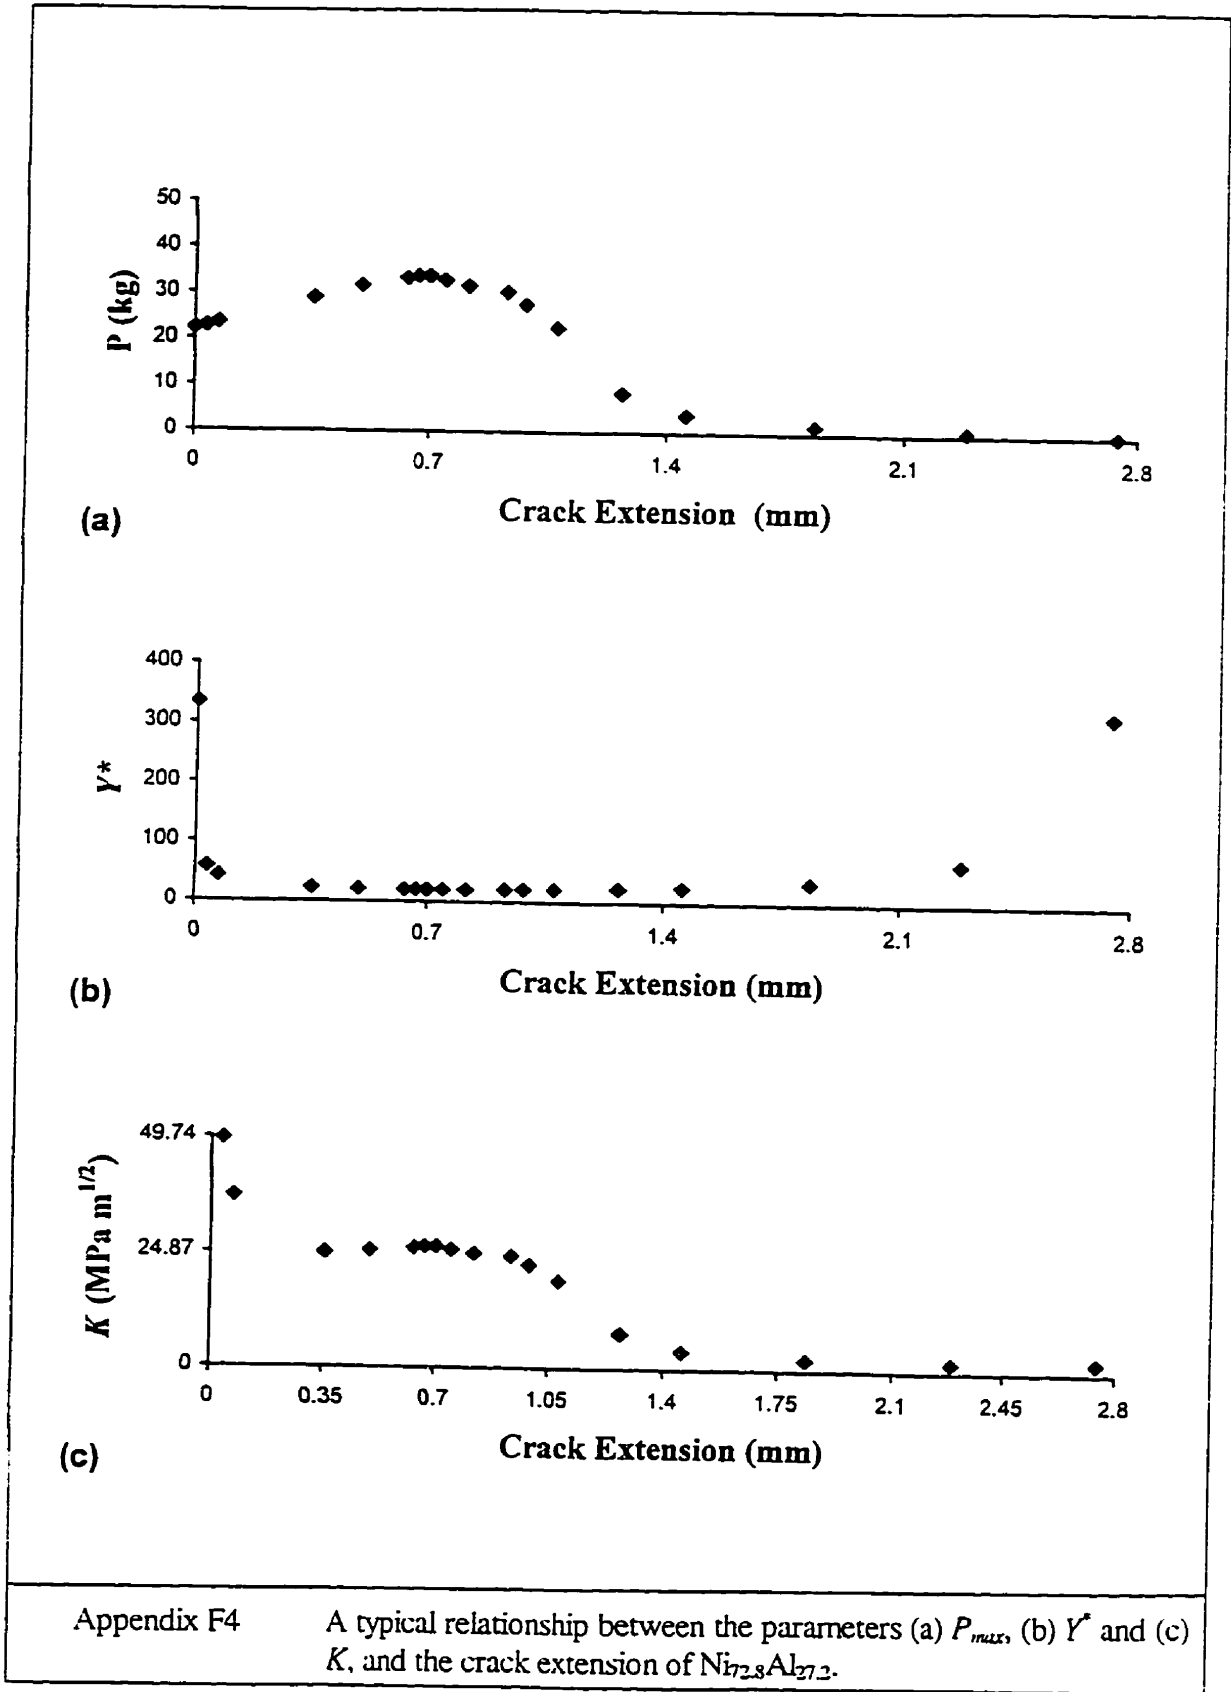 50
40
30
20
10
0
P (kg)
0 0.7 1.4 2.1 2.8
Crack Extension (mm)
(a)
400
300
200
100
0
Y*
0 0.7 1.4 2.1 2.8
Crack Extension (mm)
(b)
49.74
24.87
0
K (MPa m^1/2)
0 0.35 0.7 1.05 1.4 1.75 2.1 2.45 2.8
Crack Extension (mm)
(c)
Appendix F4 A typical relationship between the parameters (a) Pmax, (b) Y* and (c)
K, and the crack extension of Ni72.8Al27.2.